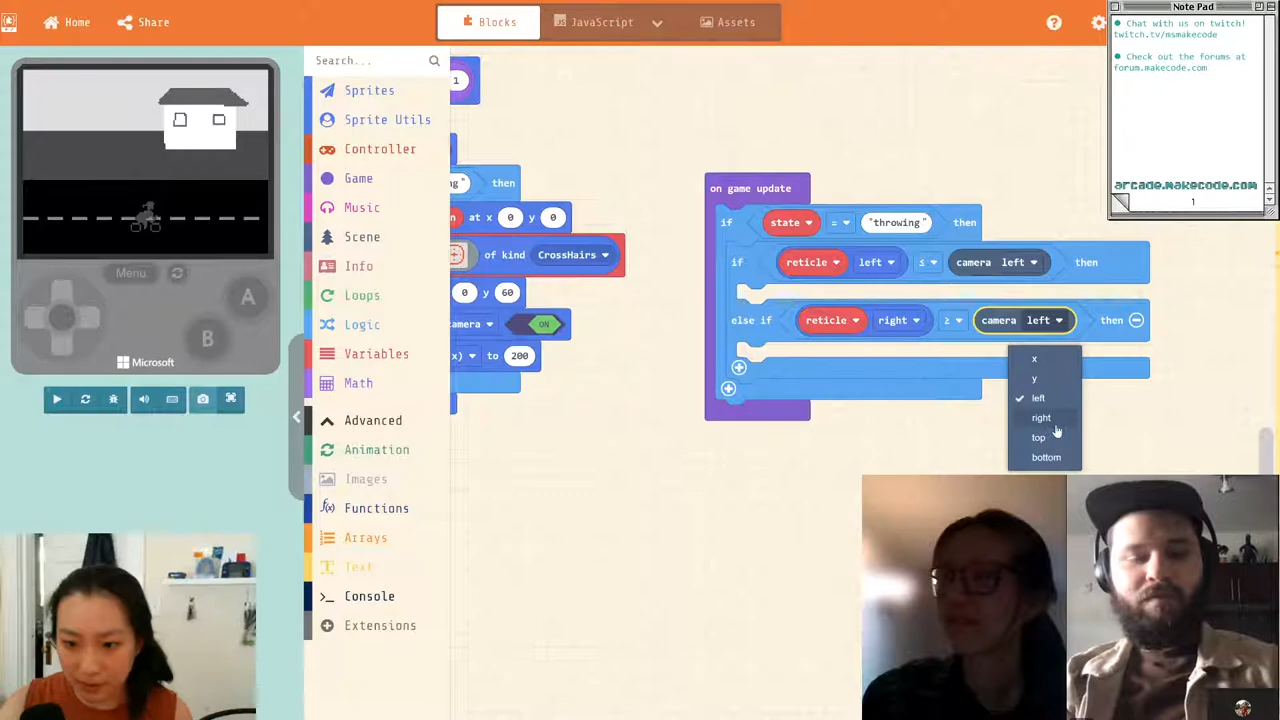 Home
Share
Blocks
JavaScript
Assets
Note Pad
Chat with us on twitch!
twitch.tv/msmakecode
Check out the forums at
forum.makecode.com
arcade.makecode.com
1
Menu
A
B
Microsoft
Search...
Sprites
Sprite Utils
Controller
Game
Music
Scene
Info
Loops
Logic
Variables
Math
Advanced
Animation
Images
Functions
Arrays
Text
Console
Extensions
1
ng" then
n at x 0 y 0
of kind CrossHairs
0 y 60
amera ON
x) to 200
on game update
if state = "throwing" then
if reticle left ≤ camera left then
else if reticle right ≥ camera left then
x
y
left
right
top
bottom